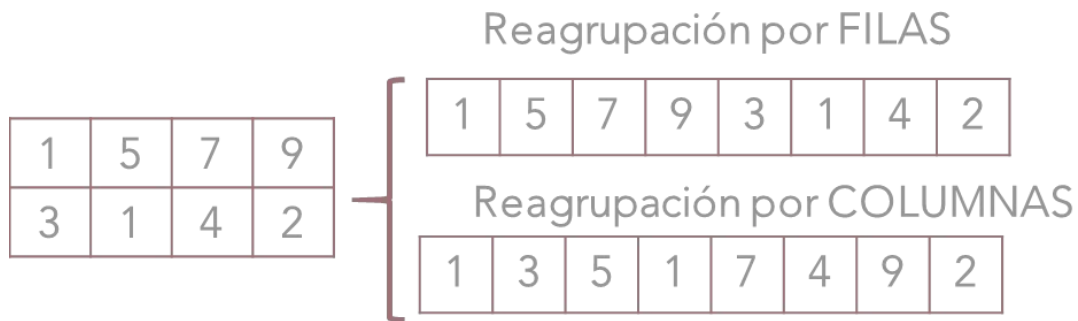 Reagrupación por FILAS
1 5 7 9 3 1 4 2
1 5 7 9
3 1 4 2
Reagrupación por COLUMNAS
1 3 5 1 7 4 9 2